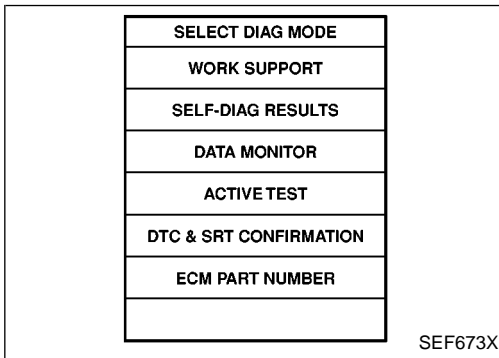 SELECT DIAG MODE
WORK SUPPORT
SELF-DIAG RESULTS
DATA MONITOR
ACTIVE TEST
DTC & SRT CONFIRMATION
ECM PART NUMBER
SEF673X